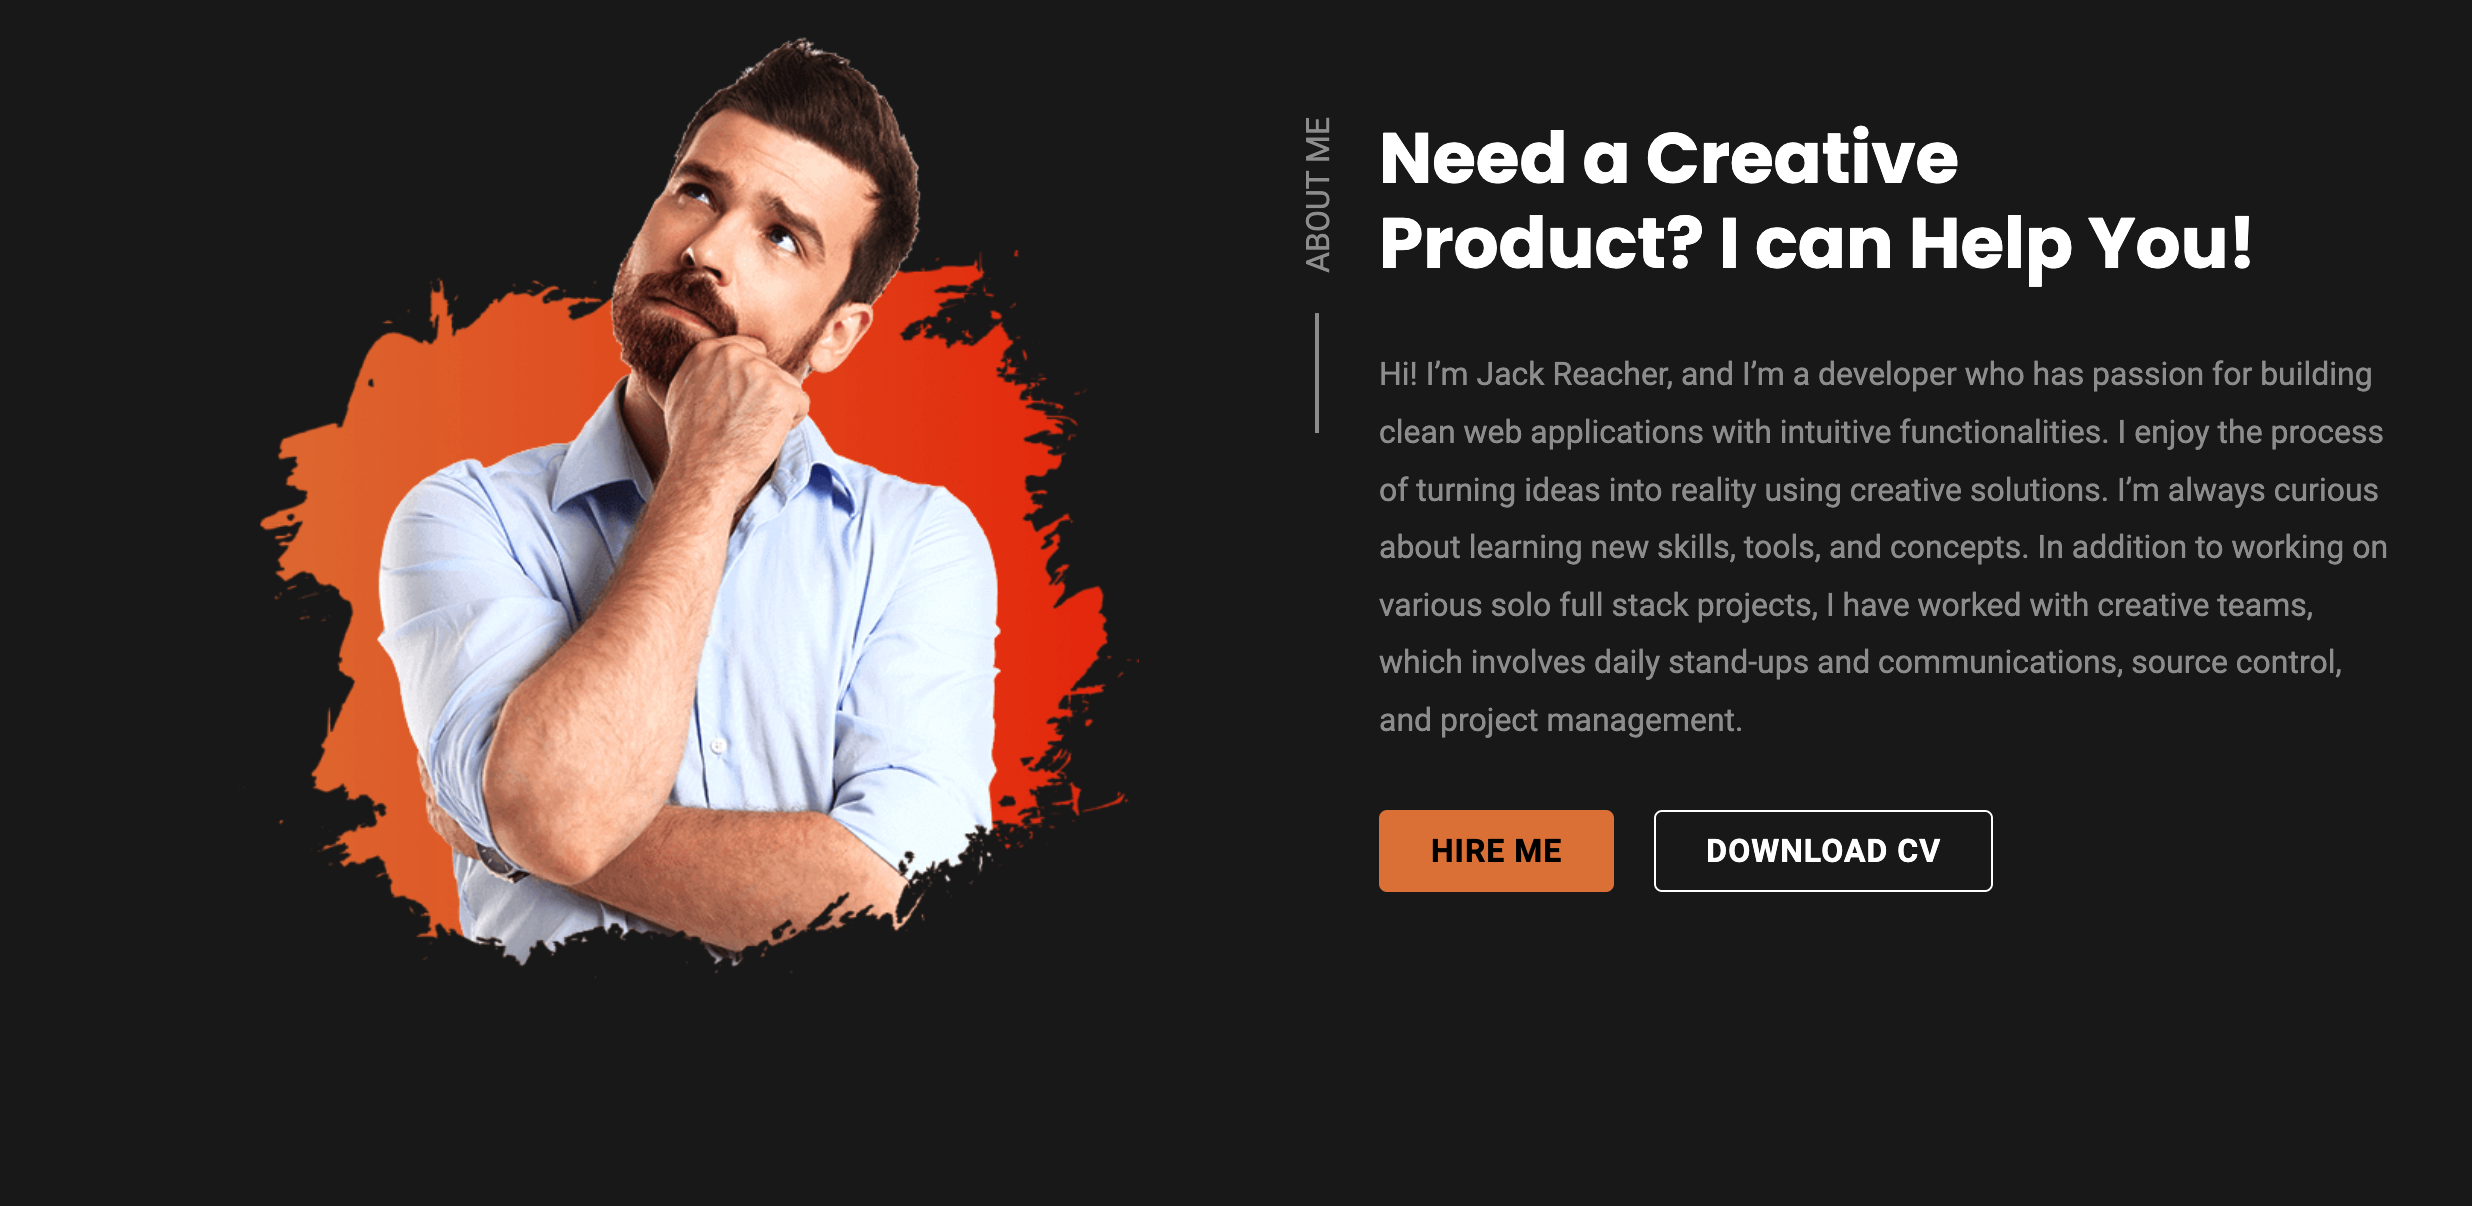 ABOUT ME
Need a Creative
Product? I can Help You!
Hi! I’m Jack Reacher, and I’m a developer who has passion for building
clean web applications with intuitive functionalities. I enjoy the process
of turning ideas into reality using creative solutions. I’m always curious
about learning new skills, tools, and concepts. In addition to working on
various solo full stack projects, I have worked with creative teams,
which involves daily stand-ups and communications, source control,
and project management.
HIRE ME
DOWNLOAD CV